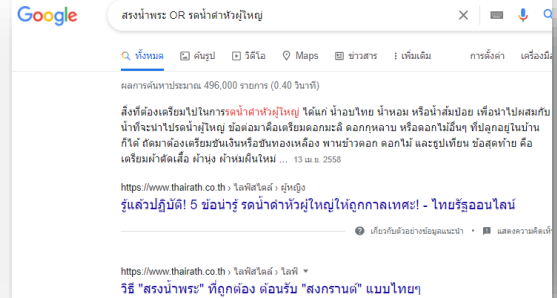 Google
สรงน้ำพระ OR รดน้ำดำหัวผู้ใหญ่
ทั้งหมด ค้นรูป วิดีโอ Maps ข่าวสาร เพิ่มเติม การตั้งค่า เครื่องมือ
ผลการค้นหาประมาณ 496,000 รายการ (0.40 วินาที)
สิ่งที่ต้องเตรียมไปในการรดน้ำดำหัวผู้ใหญ่ ได้แก่ น้ำอบไทย น้ำหอม หรือน้ำส้มป่อย เพื่อนำไปผสมกับ
น้ำที่จะนำไปรดน้ำผู้ใหญ่ ข้อต่อมาคือเตรียมดอกมะลิ ดอกกุหลาบ หรือดอกไม้อื่นๆ ที่ปลูกอยู่ในบ้าน
ก็ได้ ถัดมาต้องเตรียมขันเงินหรือขันทองเหลือง พานข้าวตอก ดอกไม้ และธูปเทียน ข้อสุดท้าย คือ
เตรียมผ้าตัดเสื้อ ผ้านุ่ง ผ้าห่มผืนใหม่ ... 13 เม.ย. 2558
https://www.thairath.co.th › ไลฟ์สไตล์ › ผู้หญิง
รู้แล้วปฏิบัติ! 5 ข้อน่ารู้ รดน้ำดำหัวผู้ใหญ่ให้ถูกกาลเทศะ! - ไทยรัฐออนไลน์
เกี่ยวกับตัวอย่างข้อมูลแนะนำ • แสดงความคิดเห็น
https://www.thairath.co.th › ไลฟ์สไตล์ › ไลฟ์
วิธี "สรงน้ำพระ" ที่ถูกต้อง ต้อนรับ "สงกรานต์" แบบไทยๆ